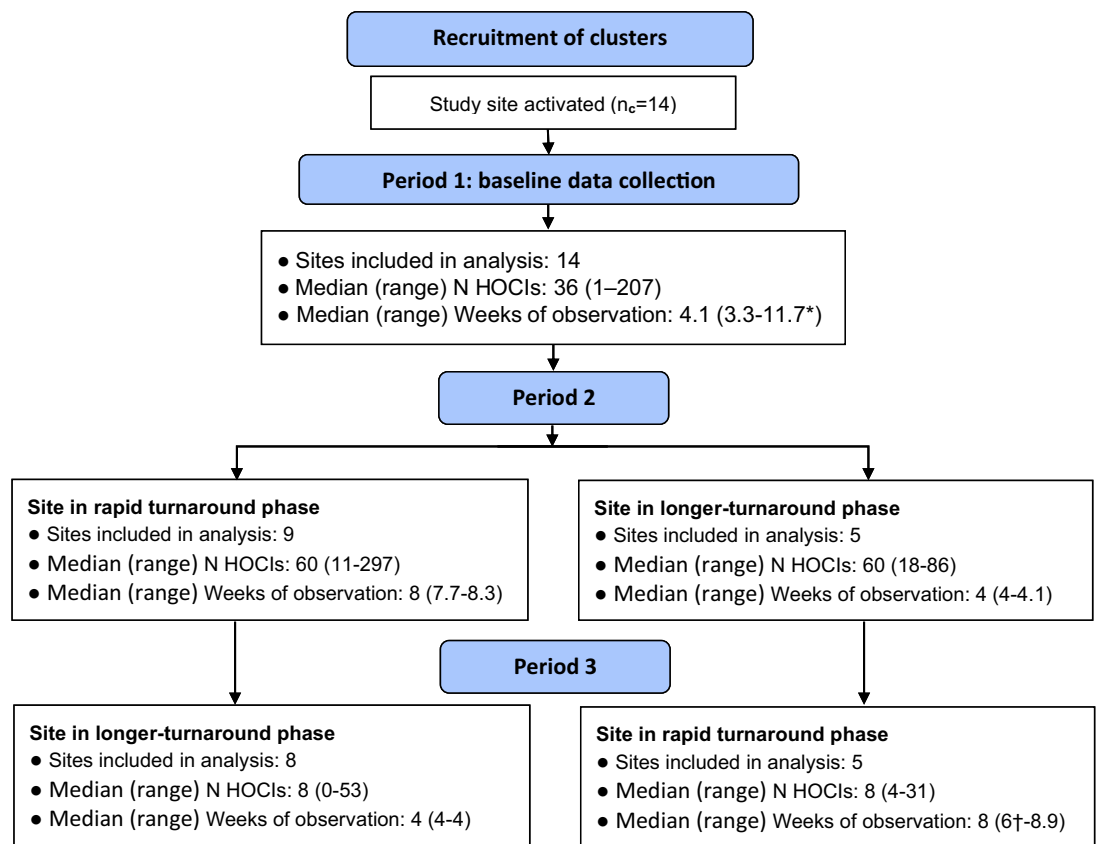 Recruitment of clusters
Study site activated (nc=14)
Period 1: baseline data collection
● Sites included in analysis: 14
● Median (range) N HOCIs: 36 (1–207)
● Median (range) Weeks of observation: 4.1 (3.3-11.7*)
Period 2
Site in rapid turnaround phase
● Sites included in analysis: 9
● Median (range) N HOCIs: 60 (11-297)
● Median (range) Weeks of observation: 8 (7.7-8.3)
Site in longer-turnaround phase
● Sites included in analysis: 5
● Median (range) N HOCIs: 60 (18-86)
● Median (range) Weeks of observation: 4 (4-4.1)
Period 3
Site in longer-turnaround phase
● Sites included in analysis: 8
● Median (range) N HOCIs: 8 (0-53)
● Median (range) Weeks of observation: 4 (4-4)
Site in rapid turnaround phase
● Sites included in analysis: 5
● Median (range) N HOCIs: 8 (4-31)
● Median (range) Weeks of observation: 8 (6†-8.9)